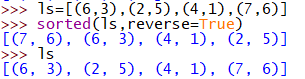 >>> ls=[(6,3),(2,5),(4,1),(7,6)]
>>> sorted(ls,reverse=True)
[(7, 6), (6, 3), (4, 1), (2, 5)]
>>> ls
[(6, 3), (2, 5), (4, 1), (7, 6)]